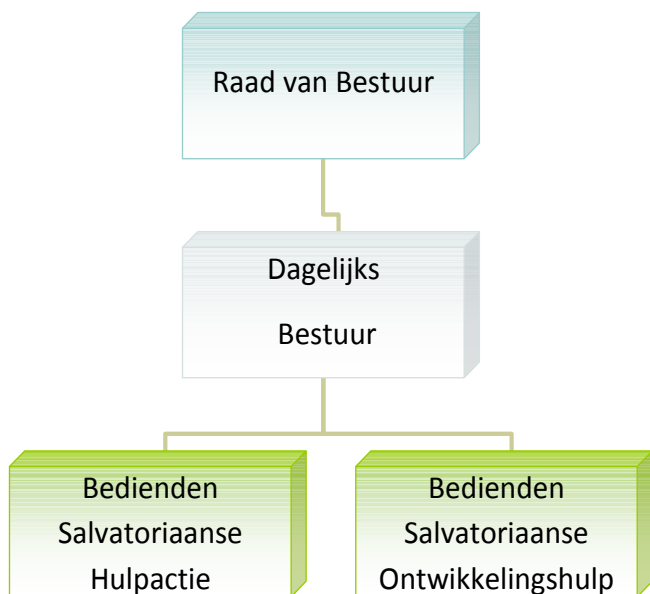 Raad van Bestuur
Dagelijks
Bestuur
Bedienden
Salvatoriaanse
Hulpactie
Bedienden
Salvatoriaanse
Ontwikkelingshulp